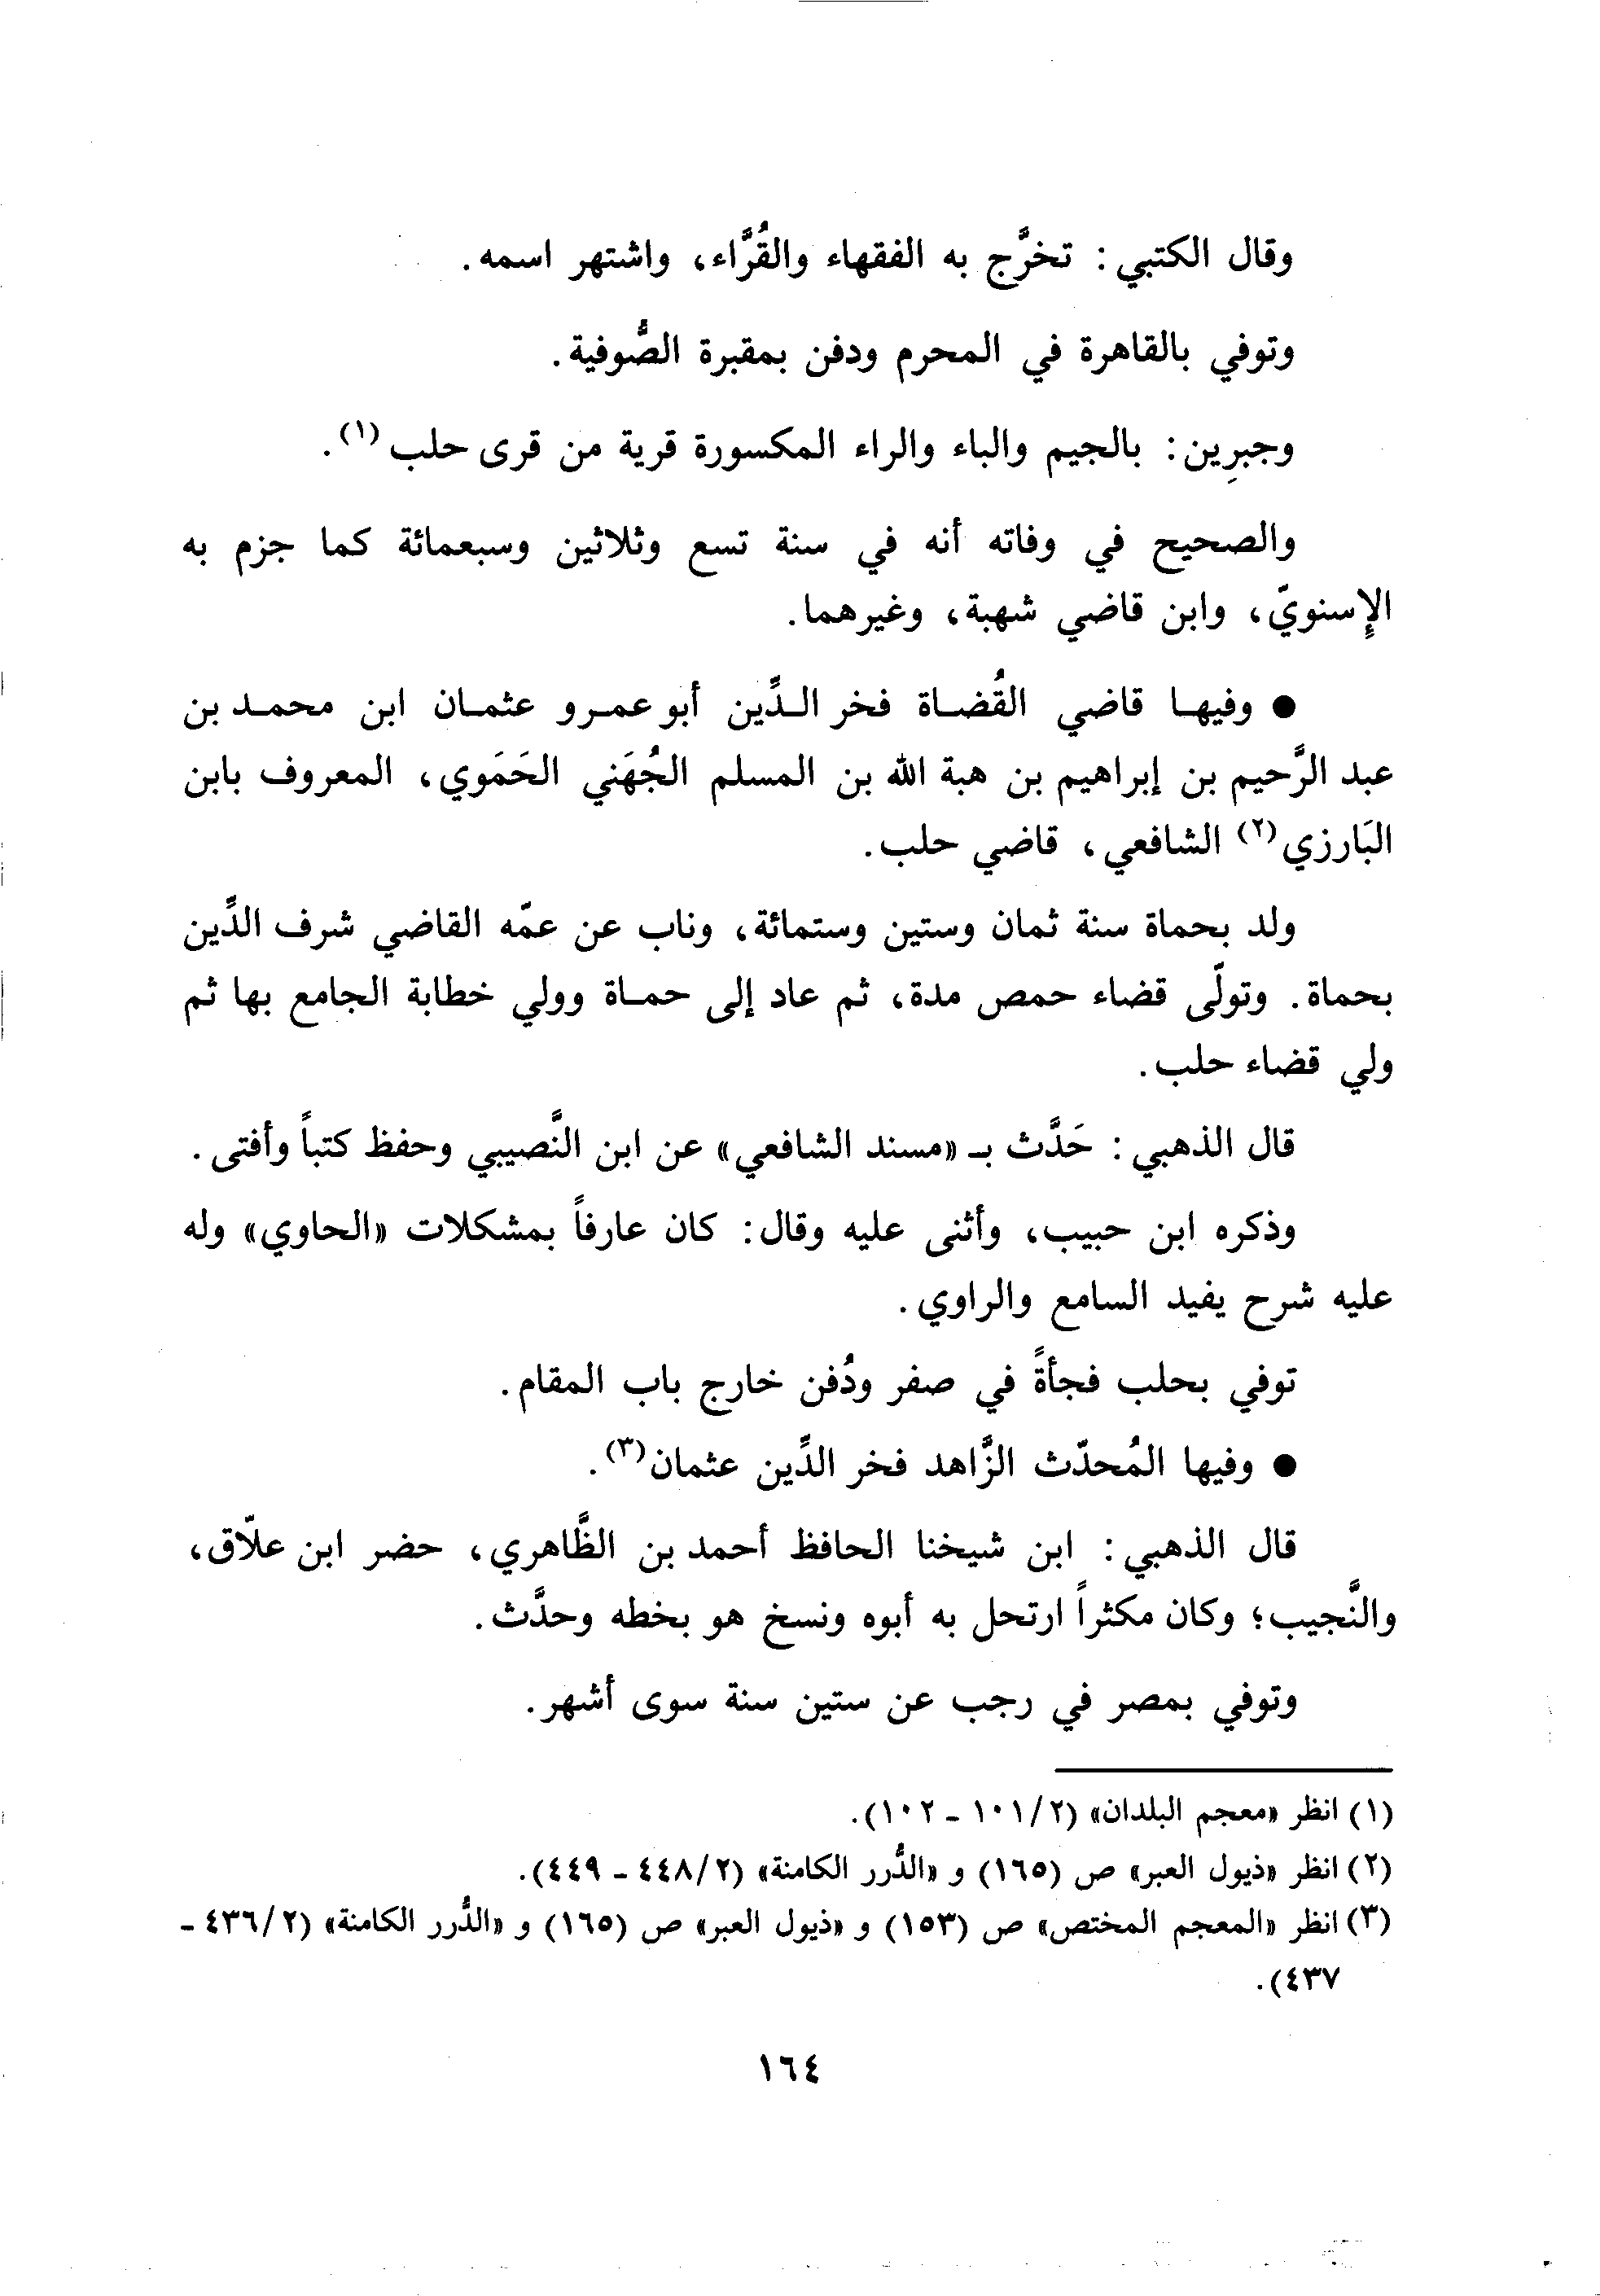 وقال الكتبي: تخرَّج به الفقهاء والقُرَّاء، واشتهر اسمه.
وتوفي بالقاهرة في المحرم ودفن بمقبرة الصُّوفية.
وجبرِين: بالجيم والباء والراء المكسورة قرية من قرى حلب(١).
والصحيح في وفاته أنه في سنة تسع وثلاثين وسبعمائة كما جزم به
الإسنويّ، وابن قاضي شهبة، وغيرهما.
● وفيها قاضي القُضاة فخر الدِّين أبو عمرو عثمان ابن محمد بن
عبد الرَّحيم بن إبراهيم بن هبة الله بن المسلم الجُهَني الحَمَوي، المعروف بابن
البَارزي(٢) الشافعي، قاضي حلب.
ولد بحماة سنة ثمان وستين وستمائة، وناب عن عمّه القاضي شرف الدِّين
بحماة. وتولّى قضاء حمص مدة، ثم عاد إلى حماة وولي خطابة الجامع بها ثم
ولي قضاء حلب.
قال الذهبي: حَدَّث بـ «مسند الشافعي» عن ابن النَّصيبي وحفظ كتباً وأفتى.
وذكره ابن حبيب، وأثنى عليه وقال: كان عارفاً بمشكلات «الحاوي» وله
عليه شرح يفيد السامع والراوي.
توفي بحلب فجأةً في صفر ودُفن خارج باب المقام.
● وفيها المُحدّث الزَّاهد فخر الدِّين عثمان(٣).
قال الذهبي: ابن شيخنا الحافظ أحمد بن الظَّاهري، حضر ابن علاّق،
والنَّجيب؛ وكان مكثراً ارتحل به أبوه ونسخ هو بخطه وحدَّث.
وتوفي بمصر في رجب عن ستين سنة سوى أشهر.
(١) انظر «معجم البلدان» (١٠١/٢ - ١٠٢).
(٢) انظر «ذيول العبر» ص (١٦٥) و «الدُّرر الكامنة» (٤٤٨/٢ - ٤٤٩).
(٣) انظر «المعجم المختص» ص (١٥٣) و «ذيول العبر» ص (١٦٥) و «الدُّرر الكامنة» (٤٣٦/٢ -
٤٣٧).
١٦٤